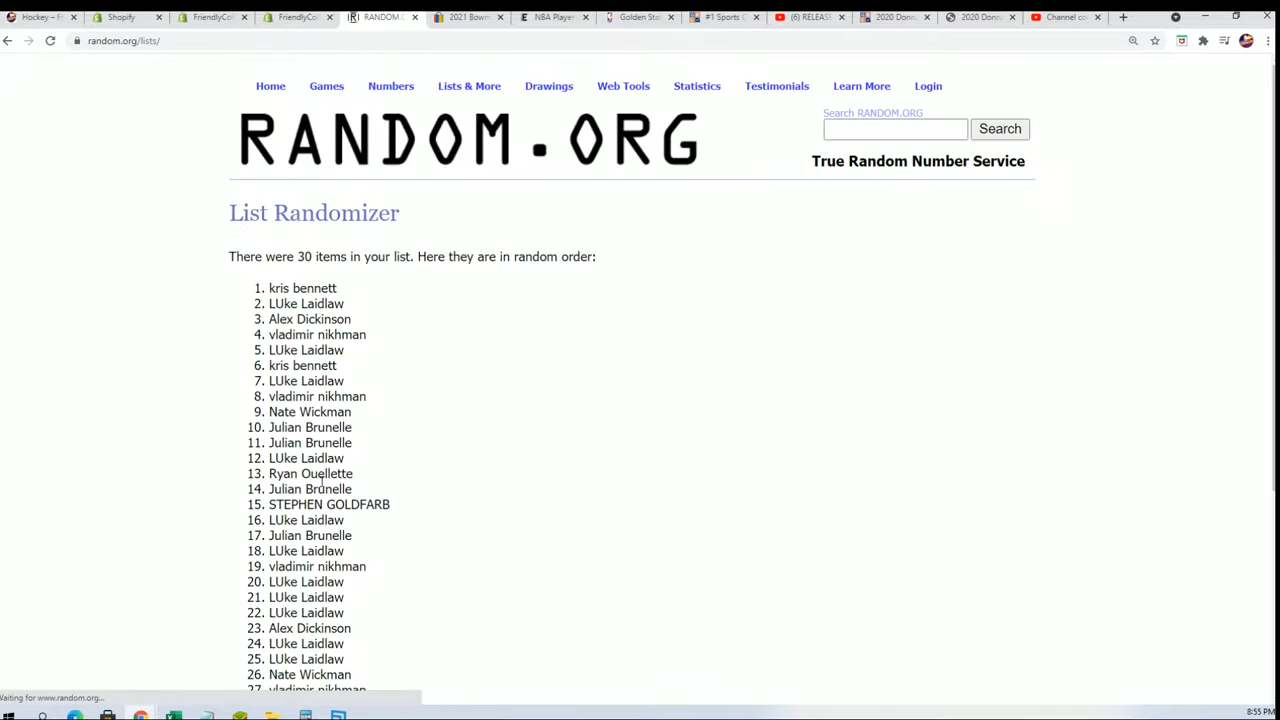 Hockey – F
Shopify
FriendlyCol
FriendlyCol
RANDOM.C
2021 Bowm
NBA Player
Golden Sta
#1 Sports C
(6) RELEAS
2020 Donru
2020 Donru
Channel co
random.org/lists/
Home Games Numbers Lists & More Drawings Web Tools Statistics Testimonials Learn More Login
RANDOM.ORG
Search RANDOM.ORG
Search
True Random Number Service
List Randomizer
There were 30 items in your list. Here they are in random order:
1. kris bennett
2. LUke Laidlaw
3. Alex Dickinson
4. vladimir nikhman
5. LUke Laidlaw
6. kris bennett
7. LUke Laidlaw
8. vladimir nikhman
9. Nate Wickman
10. Julian Brunelle
11. Julian Brunelle
12. LUke Laidlaw
13. Ryan Ouellette
14. Julian Brunelle
15. STEPHEN GOLDFARB
16. LUke Laidlaw
17. Julian Brunelle
18. LUke Laidlaw
19. vladimir nikhman
20. LUke Laidlaw
21. LUke Laidlaw
22. LUke Laidlaw
23. Alex Dickinson
24. LUke Laidlaw
25. LUke Laidlaw
26. Nate Wickman
27. vladimir nikhman
Waiting for www.random.org...
8:55 PM